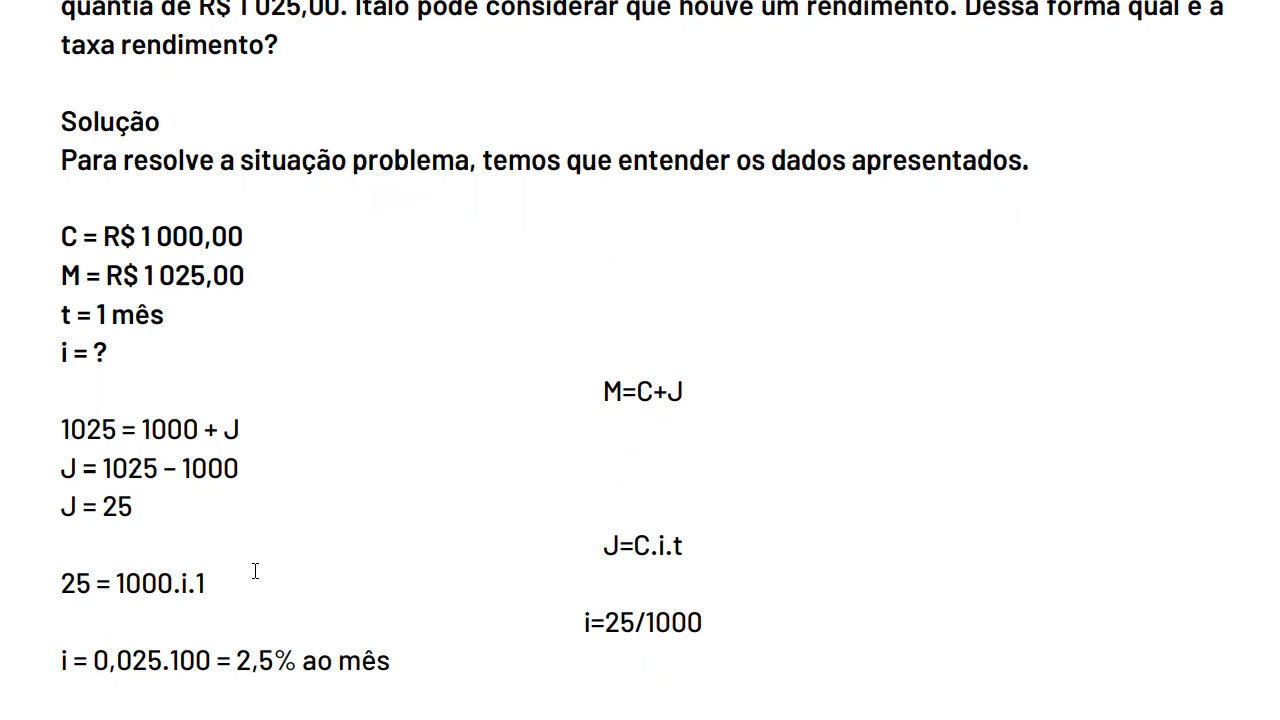 quantia de R$ 1 025,00. Ítalo pode considerar que houve um rendimento. Dessa forma qual é a
taxa rendimento?
Solução
Para resolve a situação problema, temos que entender os dados apresentados.
C = R$ 1 000,00
M = R$ 1 025,00
t = 1 mês
i = ?
M=C+J
1025 = 1000 + J
J = 1025 – 1000
J = 25
J=C.i.t
25 = 1000.i.1
i=25/1000
i = 0,025.100 = 2,5% ao mês